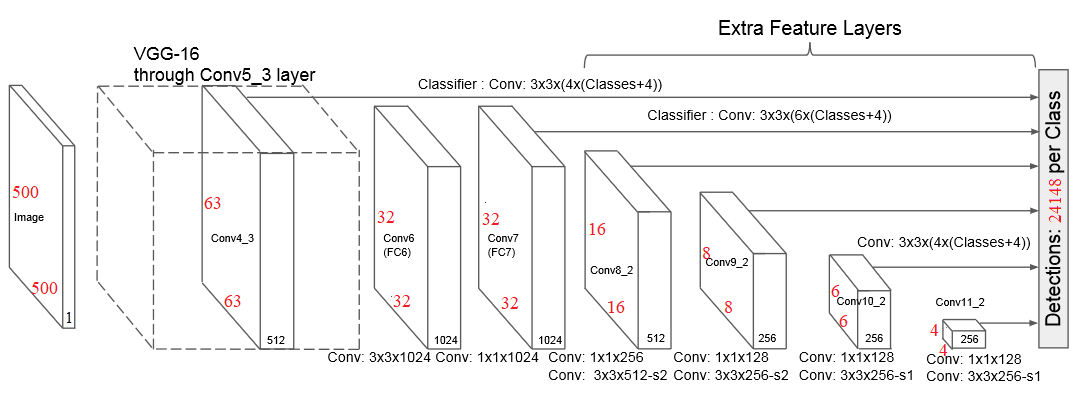 Extra Feature Layers
VGG-16
through Conv5_3 layer
Classifier : Conv: 3x3x(4x(Classes+4))
Classifier : Conv: 3x3x(6x(Classes+4))
500
Image
500
1
63
Conv4_3
63
512
32
Conv6
(FC6)
32
1024
32
Conv7
(FC7)
32
1024
16
Conv8_2
16
512
8
Conv9_2
8
256
Conv: 3x3x(4x(Classes+4))
6
Conv10_2
6
256
Conv11_2
4
256
4
Detections: 24148 per Class
Conv: 3x3x1024
Conv: 1x1x1024
Conv: 1x1x256
Conv: 3x3x512-s2
Conv: 1x1x128
Conv: 3x3x256-s2
Conv: 1x1x128
Conv: 3x3x256-s1
Conv: 1x1x128
Conv: 3x3x256-s1